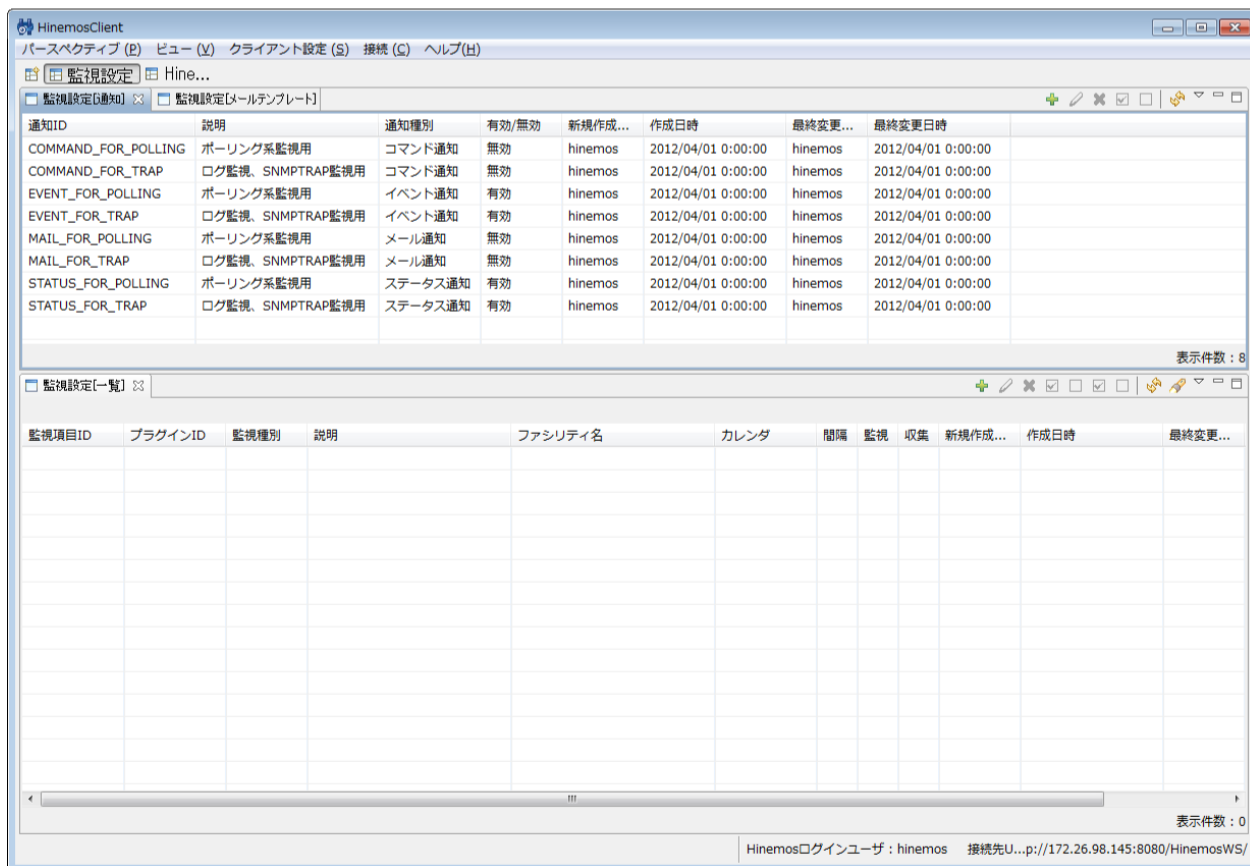 HinemosClient
パースペクティブ (P) ビュー (V) クライアント設定 (S) 接続 (C) ヘルプ(H)
監視設定 Hine...
監視設定[通知] 監視設定[メールテンプレート]
通知ID 説明 通知種別 有効/無効 新規作成... 作成日時 最終変更... 最終変更日時
COMMAND_FOR_POLLING ポーリング系監視用 コマンド通知 無効 hinemos 2012/04/01 0:00:00 hinemos 2012/04/01 0:00:00
COMMAND_FOR_TRAP ログ監視、SNMPTRAP監視用 コマンド通知 無効 hinemos 2012/04/01 0:00:00 hinemos 2012/04/01 0:00:00
EVENT_FOR_POLLING ポーリング系監視用 イベント通知 有効 hinemos 2012/04/01 0:00:00 hinemos 2012/04/01 0:00:00
EVENT_FOR_TRAP ログ監視、SNMPTRAP監視用 イベント通知 有効 hinemos 2012/04/01 0:00:00 hinemos 2012/04/01 0:00:00
MAIL_FOR_POLLING ポーリング系監視用 メール通知 無効 hinemos 2012/04/01 0:00:00 hinemos 2012/04/01 0:00:00
MAIL_FOR_TRAP ログ監視、SNMPTRAP監視用 メール通知 無効 hinemos 2012/04/01 0:00:00 hinemos 2012/04/01 0:00:00
STATUS_FOR_POLLING ポーリング系監視用 ステータス通知 有効 hinemos 2012/04/01 0:00:00 hinemos 2012/04/01 0:00:00
STATUS_FOR_TRAP ログ監視、SNMPTRAP監視用 ステータス通知 有効 hinemos 2012/04/01 0:00:00 hinemos 2012/04/01 0:00:00
表示件数 : 8
監視設定[一覧]
監視項目ID プラグインID 監視種別 説明 ファシリティ名 カレンダ 間隔 監視 収集 新規作成... 作成日時 最終変更...
表示件数 : 0
Hinemosログインユーザ : hinemos 接続先U...p://172.26.98.145:8080/HinemosWS/